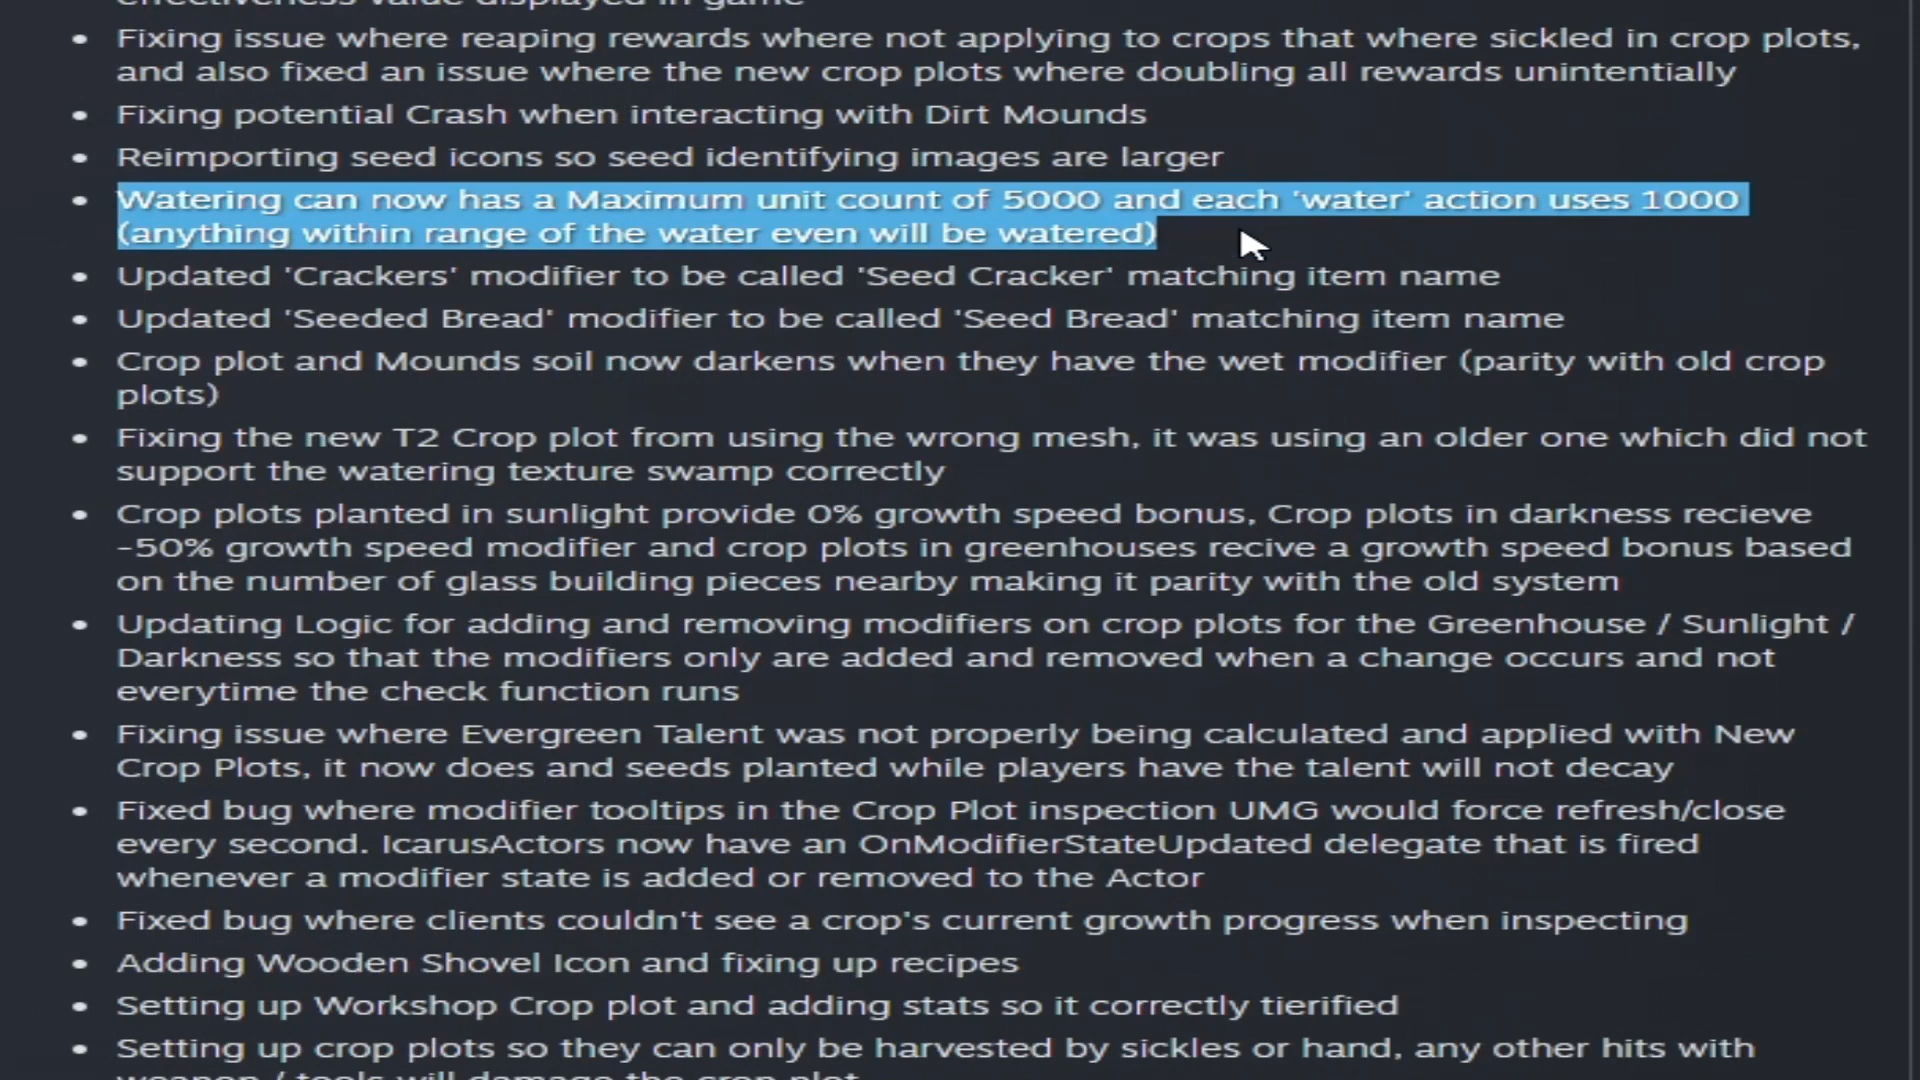 effectiveness value displayed in game
Fixing issue where reaping rewards where not applying to crops that where sickled in crop plots,
and also fixed an issue where the new crop plots where doubling all rewards unintentially
Fixing potential Crash when interacting with Dirt Mounds
Reimporting seed icons so seed identifying images are larger
Watering can now has a Maximum unit count of 5000 and each 'water' action uses 1000
(anything within range of the water even will be watered)
Updated 'Crackers' modifier to be called 'Seed Cracker' matching item name
Updated 'Seeded Bread' modifier to be called 'Seed Bread' matching item name
Crop plot and Mounds soil now darkens when they have the wet modifier (parity with old crop
plots)
Fixing the new T2 Crop plot from using the wrong mesh, it was using an older one which did not
support the watering texture swamp correctly
Crop plots planted in sunlight provide 0% growth speed bonus, Crop plots in darkness recieve
-50% growth speed modifier and crop plots in greenhouses recive a growth speed bonus based
on the number of glass building pieces nearby making it parity with the old system
Updating Logic for adding and removing modifiers on crop plots for the Greenhouse / Sunlight /
Darkness so that the modifiers only are added and removed when a change occurs and not
everytime the check function runs
Fixing issue where Evergreen Talent was not properly being calculated and applied with New
Crop Plots, it now does and seeds planted while players have the talent will not decay
Fixed bug where modifier tooltips in the Crop Plot inspection UMG would force refresh/close
every second. IcarusActors now have an OnModifierStateUpdated delegate that is fired
whenever a modifier state is added or removed to the Actor
Fixed bug where clients couldn't see a crop's current growth progress when inspecting
Adding Wooden Shovel Icon and fixing up recipes
Setting up Workshop Crop plot and adding stats so it correctly tierified
Setting up crop plots so they can only be harvested by sickles or hand, any other hits with
weapon / tools will damage the crop plot